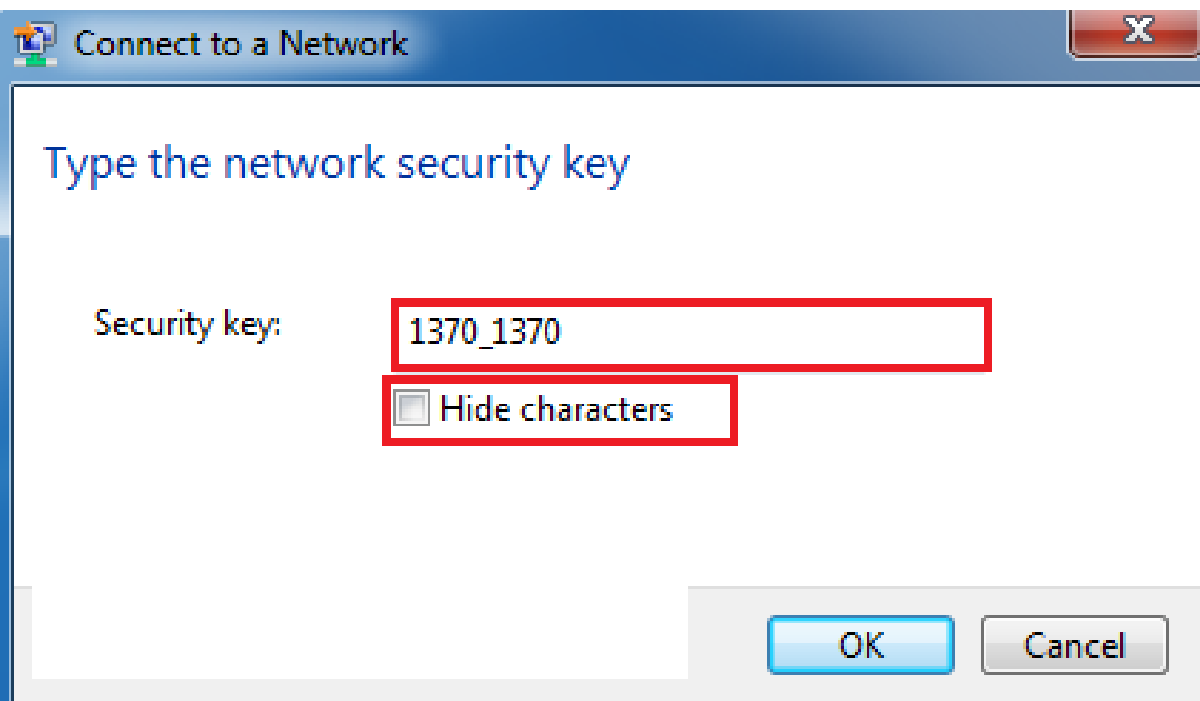 Connect to a Network
Type the network security key
Security key: 1370_1370
Hide characters
OK Cancel